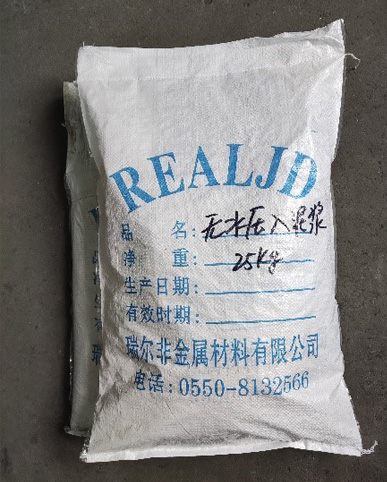 REALJD
品 名：无水压入泥浆
净 重：25Kg
生产日期：
有效时期：
瑞尔非金属材料有限公司
电话：0550-8132566